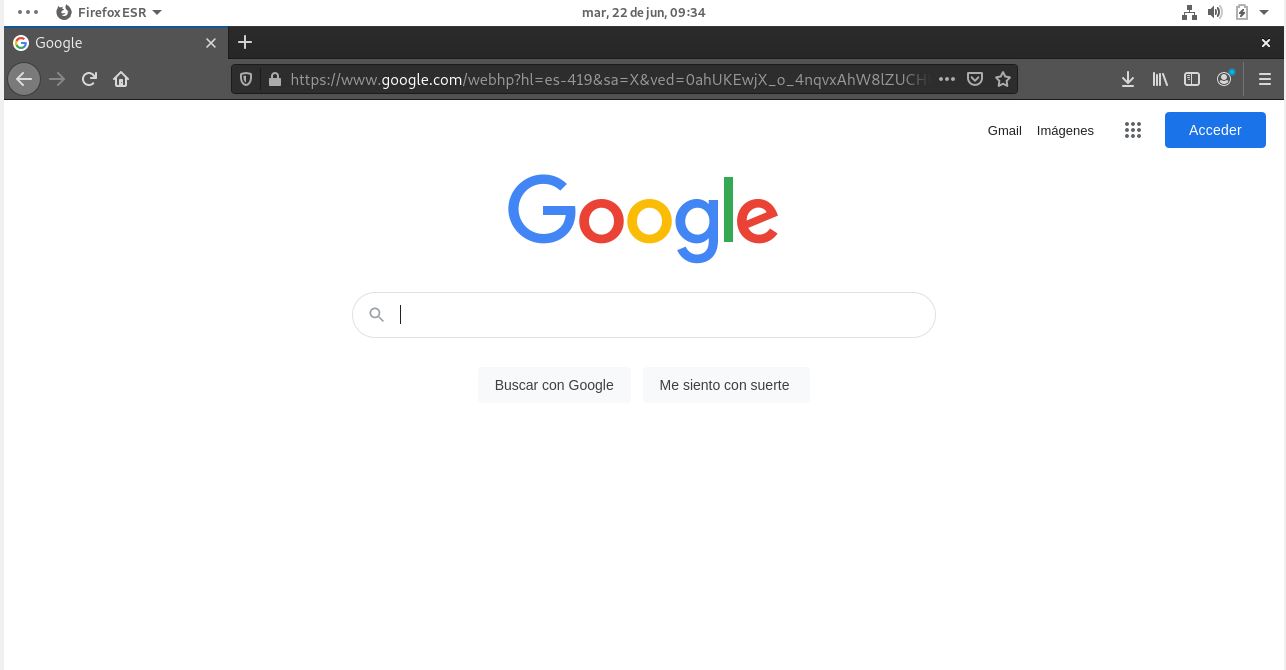 Firefox ESR
mar, 22 de jun, 09:34
Google
https://www.google.com/webhp?hl=es-419&sa=X&ved=0ahUKEwjX_o_4nqvxAhW8lZUCH
Gmail Imágenes Acceder
Google
Buscar con Google Me siento con suerte